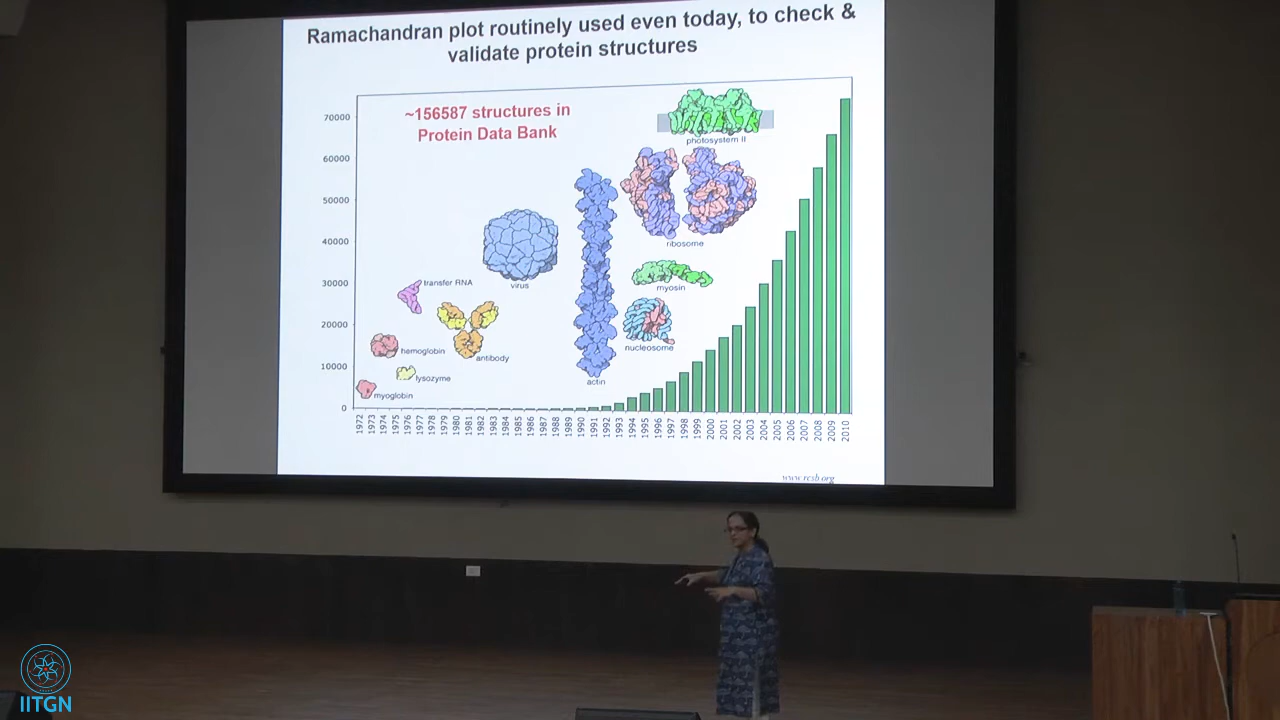 Ramachandran plot routinely used even today, to check &
validate protein structures
~156587 structures in
Protein Data Bank
70000
60000
50000
40000
30000
20000
10000
0
photosystem II
ribosome
myosin
nucleosome
actin
virus
transfer RNA
antibody
hemoglobin
lysozyme
myoglobin
1972
1973
1974
1975
1976
1977
1978
1979
1980
1981
1982
1983
1984
1985
1986
1987
1988
1989
1990
1991
1992
1993
1994
1995
1996
1997
1998
1999
2000
2001
2002
2003
2004
2005
2006
2007
2008
2009
2010
www.rcsb.org
IITGN